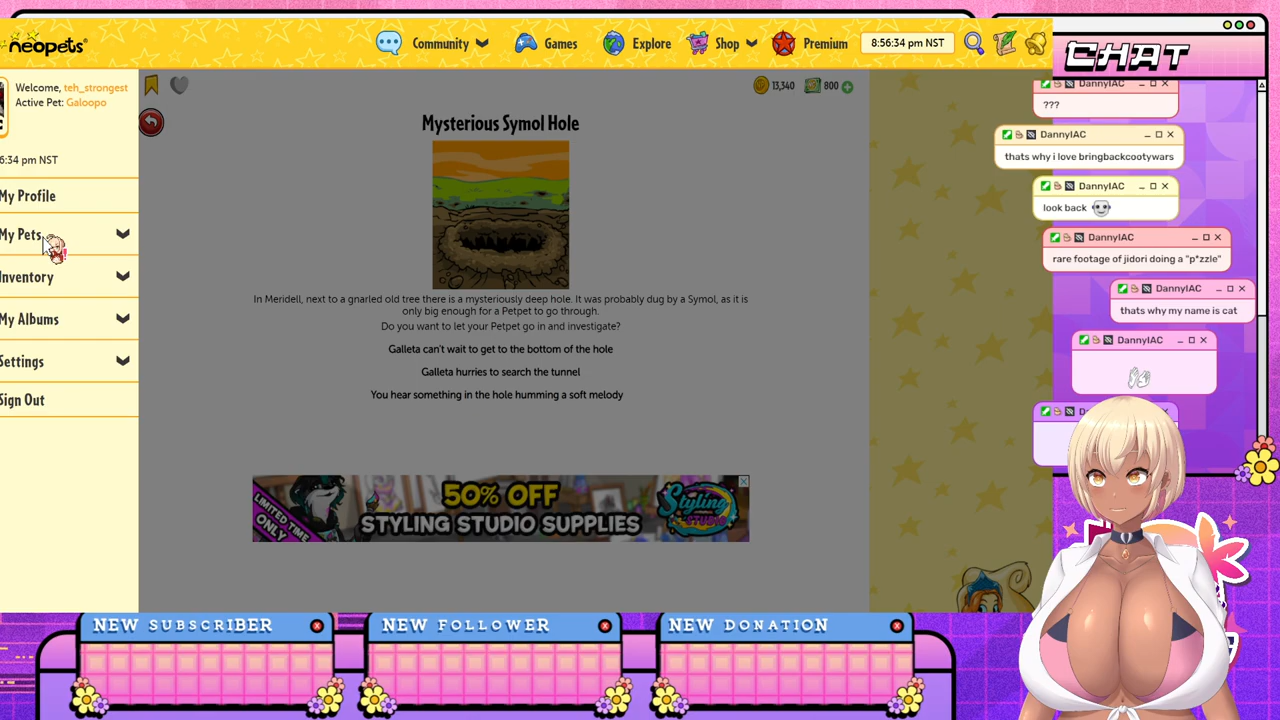 neopets
Community
Games
Explore
Shop
Premium
8:56:34 pm NST
Welcome, teh_strongest
Active Pet: Galoopo
6:34 pm NST
My Profile
My Pets
Inventory
My Albums
Settings
Sign Out
13,340
800
Mysterious Symol Hole
In Meridell, next to a gnarled old tree there is a mysteriously deep hole. It was probably dug by a Symol, as it is
only big enough for a Petpet to go through.
Do you want to let your Petpet go in and investigate?
Galleta can't wait to get to the bottom of the hole
Galleta hurries to search the tunnel
You hear something in the hole humming a soft melody
LIMITED TIME
ONLY
50% OFF
STYLING STUDIO SUPPLIES
Styling
STUDIO
CHAT
DannyIAC
???
DannyIAC
thats why i love bringbackcootywars
DannyIAC
look back
DannyIAC
rare footage of jidori doing a "p*zzle"
DannyIAC
thats why my name is cat
DannyIAC
NEW SUBSCRIBER
NEW FOLLOWER
NEW DONATION